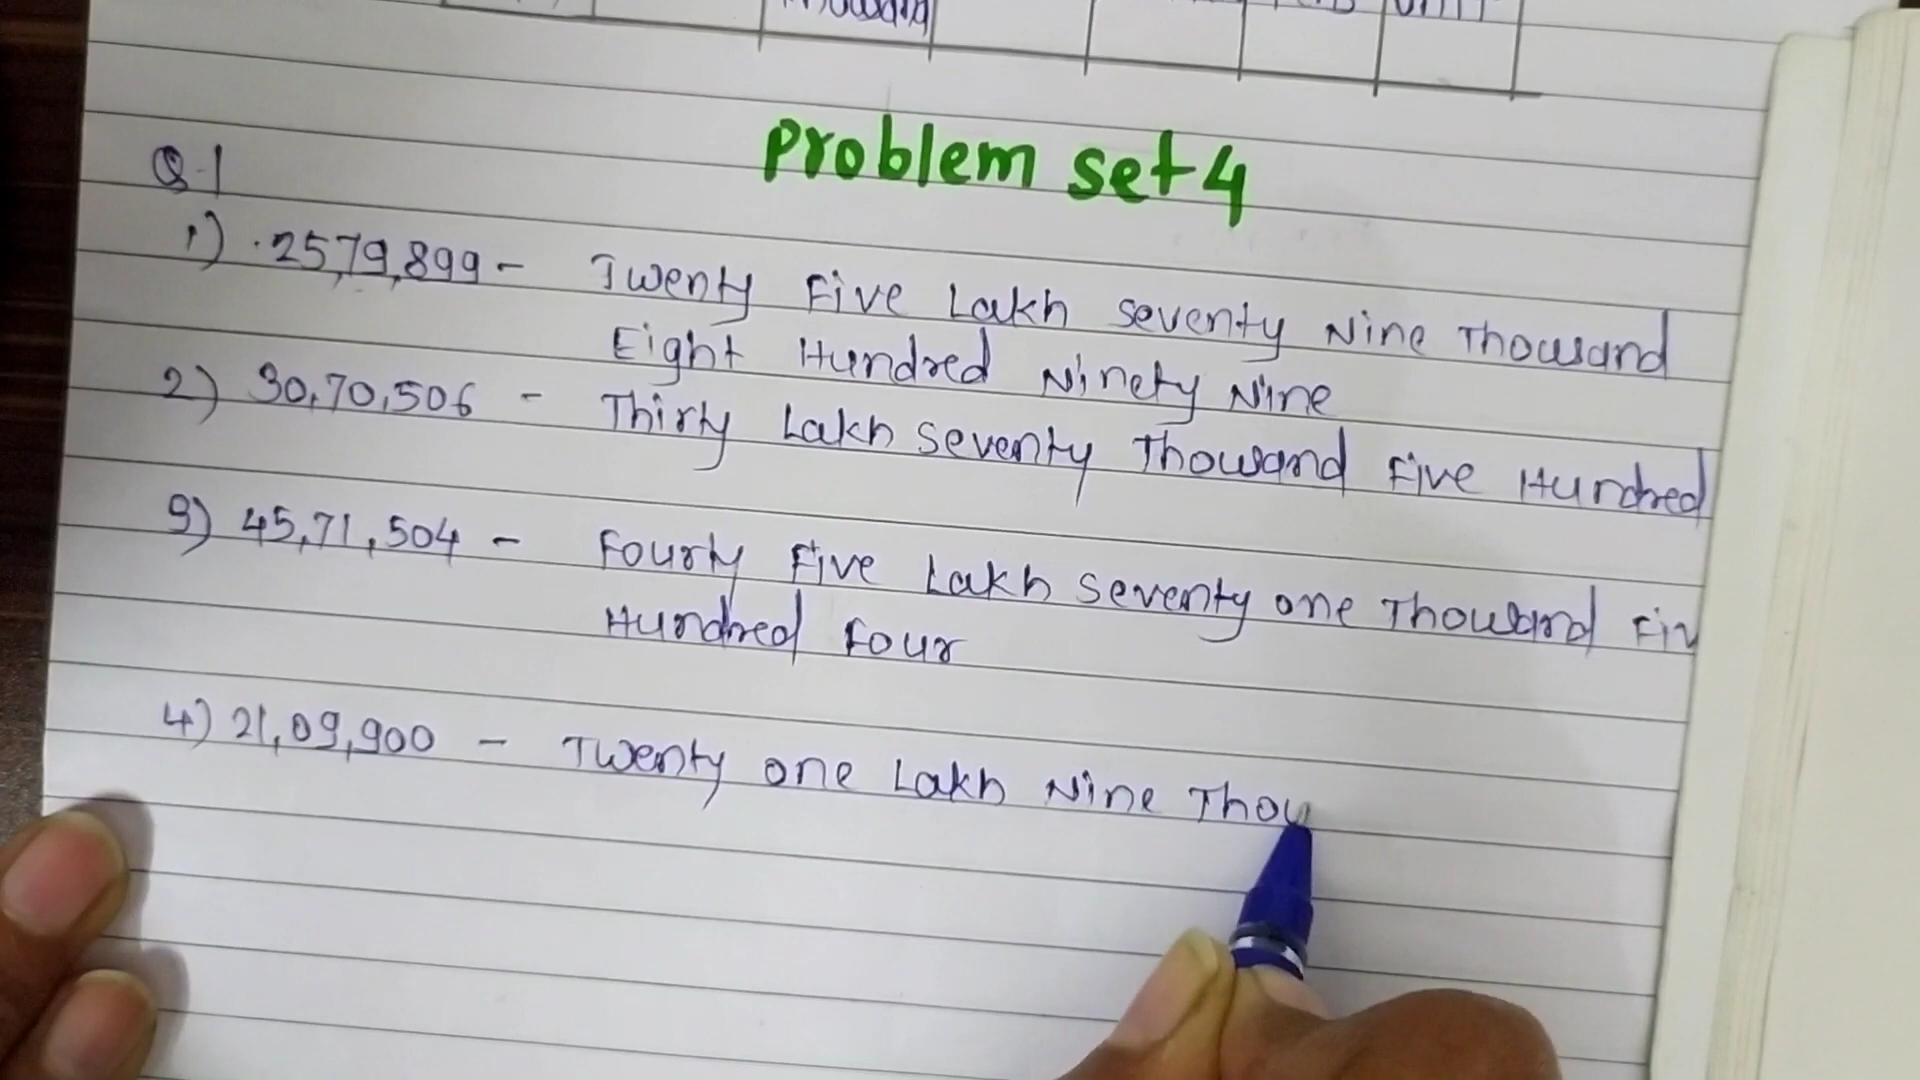 Problem set 4
Q.1
1) 25,79,899 - Twenty Five Lakh seventy Nine Thousand
Eight Hundred Ninety Nine
2) 30,70,506 - Thirty Lakh seventy Thousand Five Hundred
3) 45,71,504 - Fourty Five Lakh seventy one Thousand Fiv
Hundred Four
4) 21,09,900 - Twenty one Lakh Nine Thou